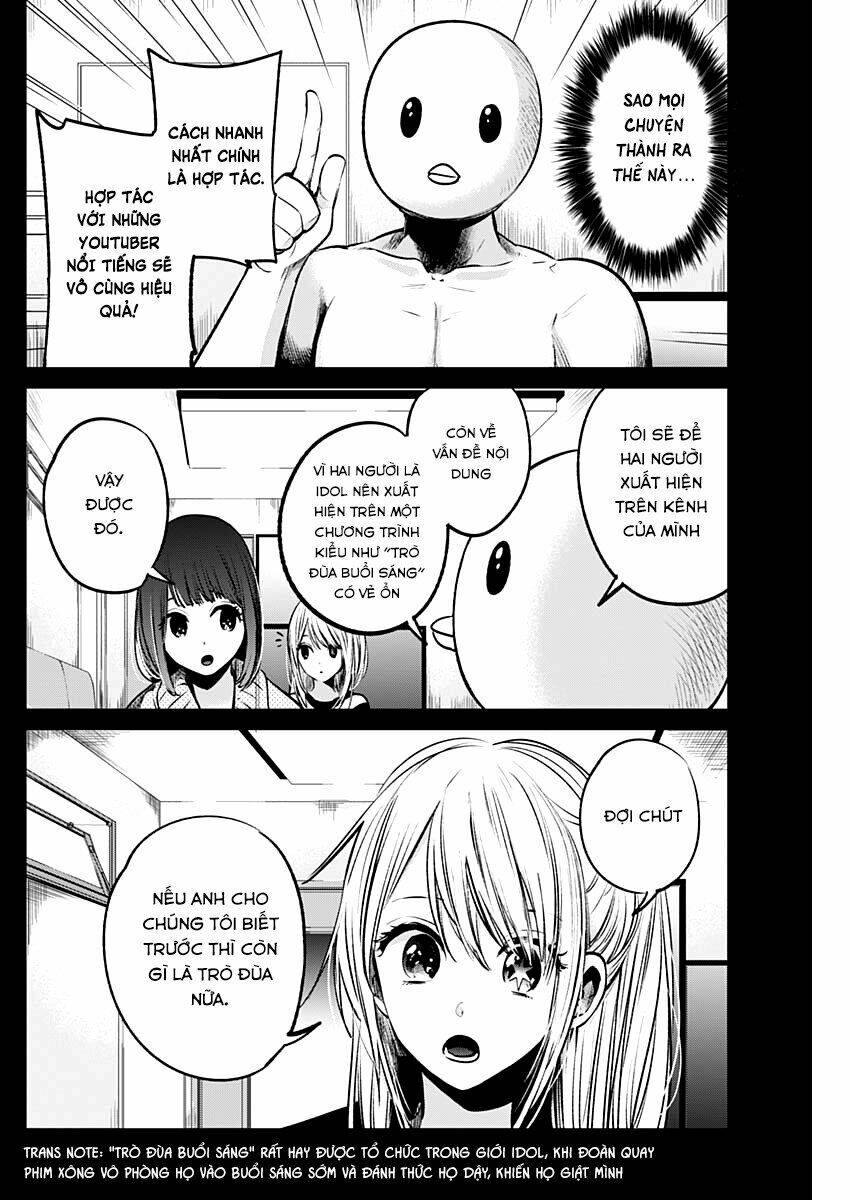 SAO MỌI
CHUYỆN
THÀNH RA
THẾ NÀY...
CÁCH NHANH
NHẤT CHÍNH
LÀ HỢP TÁC.
HỢP TÁC
VỚI NHỮNG
YOUTUBER
NỔI TIẾNG SẼ
VÔ CÙNG HIỆU
QUẢ!
TÔI SẼ ĐỂ
HAI NGƯỜI
XUẤT HIỆN
TRÊN KÊNH
CỦA MÌNH
CÒN VỀ
VẤN ĐỀ NỘI
DUNG
VÌ HAI NGƯỜI LÀ
IDOL NÊN XUẤT
HIỆN TRÊN MỘT
CHƯƠNG TRÌNH
KIỂU NHƯ "TRÒ
ĐÙA BUỔI SÁNG"
CÓ VẺ ỔN
VẬY
ĐƯỢC
ĐÓ.
ĐỢI CHÚT
NẾU ANH CHO
CHÚNG TÔI BIẾT
TRƯỚC THÌ CÒN
GÌ LÀ TRÒ ĐÙA
NỮA.
TRANS NOTE: "TRÒ ĐÙA BUỔI SÁNG" RẤT HAY ĐƯỢC TỔ CHỨC TRONG GIỚI IDOL, KHI ĐOÀN QUAY
PHIM XÔNG VÔ PHÒNG HỌ VÀO BUỔI SÁNG SỚM VÀ ĐÁNH THỨC HỌ DẬY, KHIẾN HỌ GIẬT MÌNH